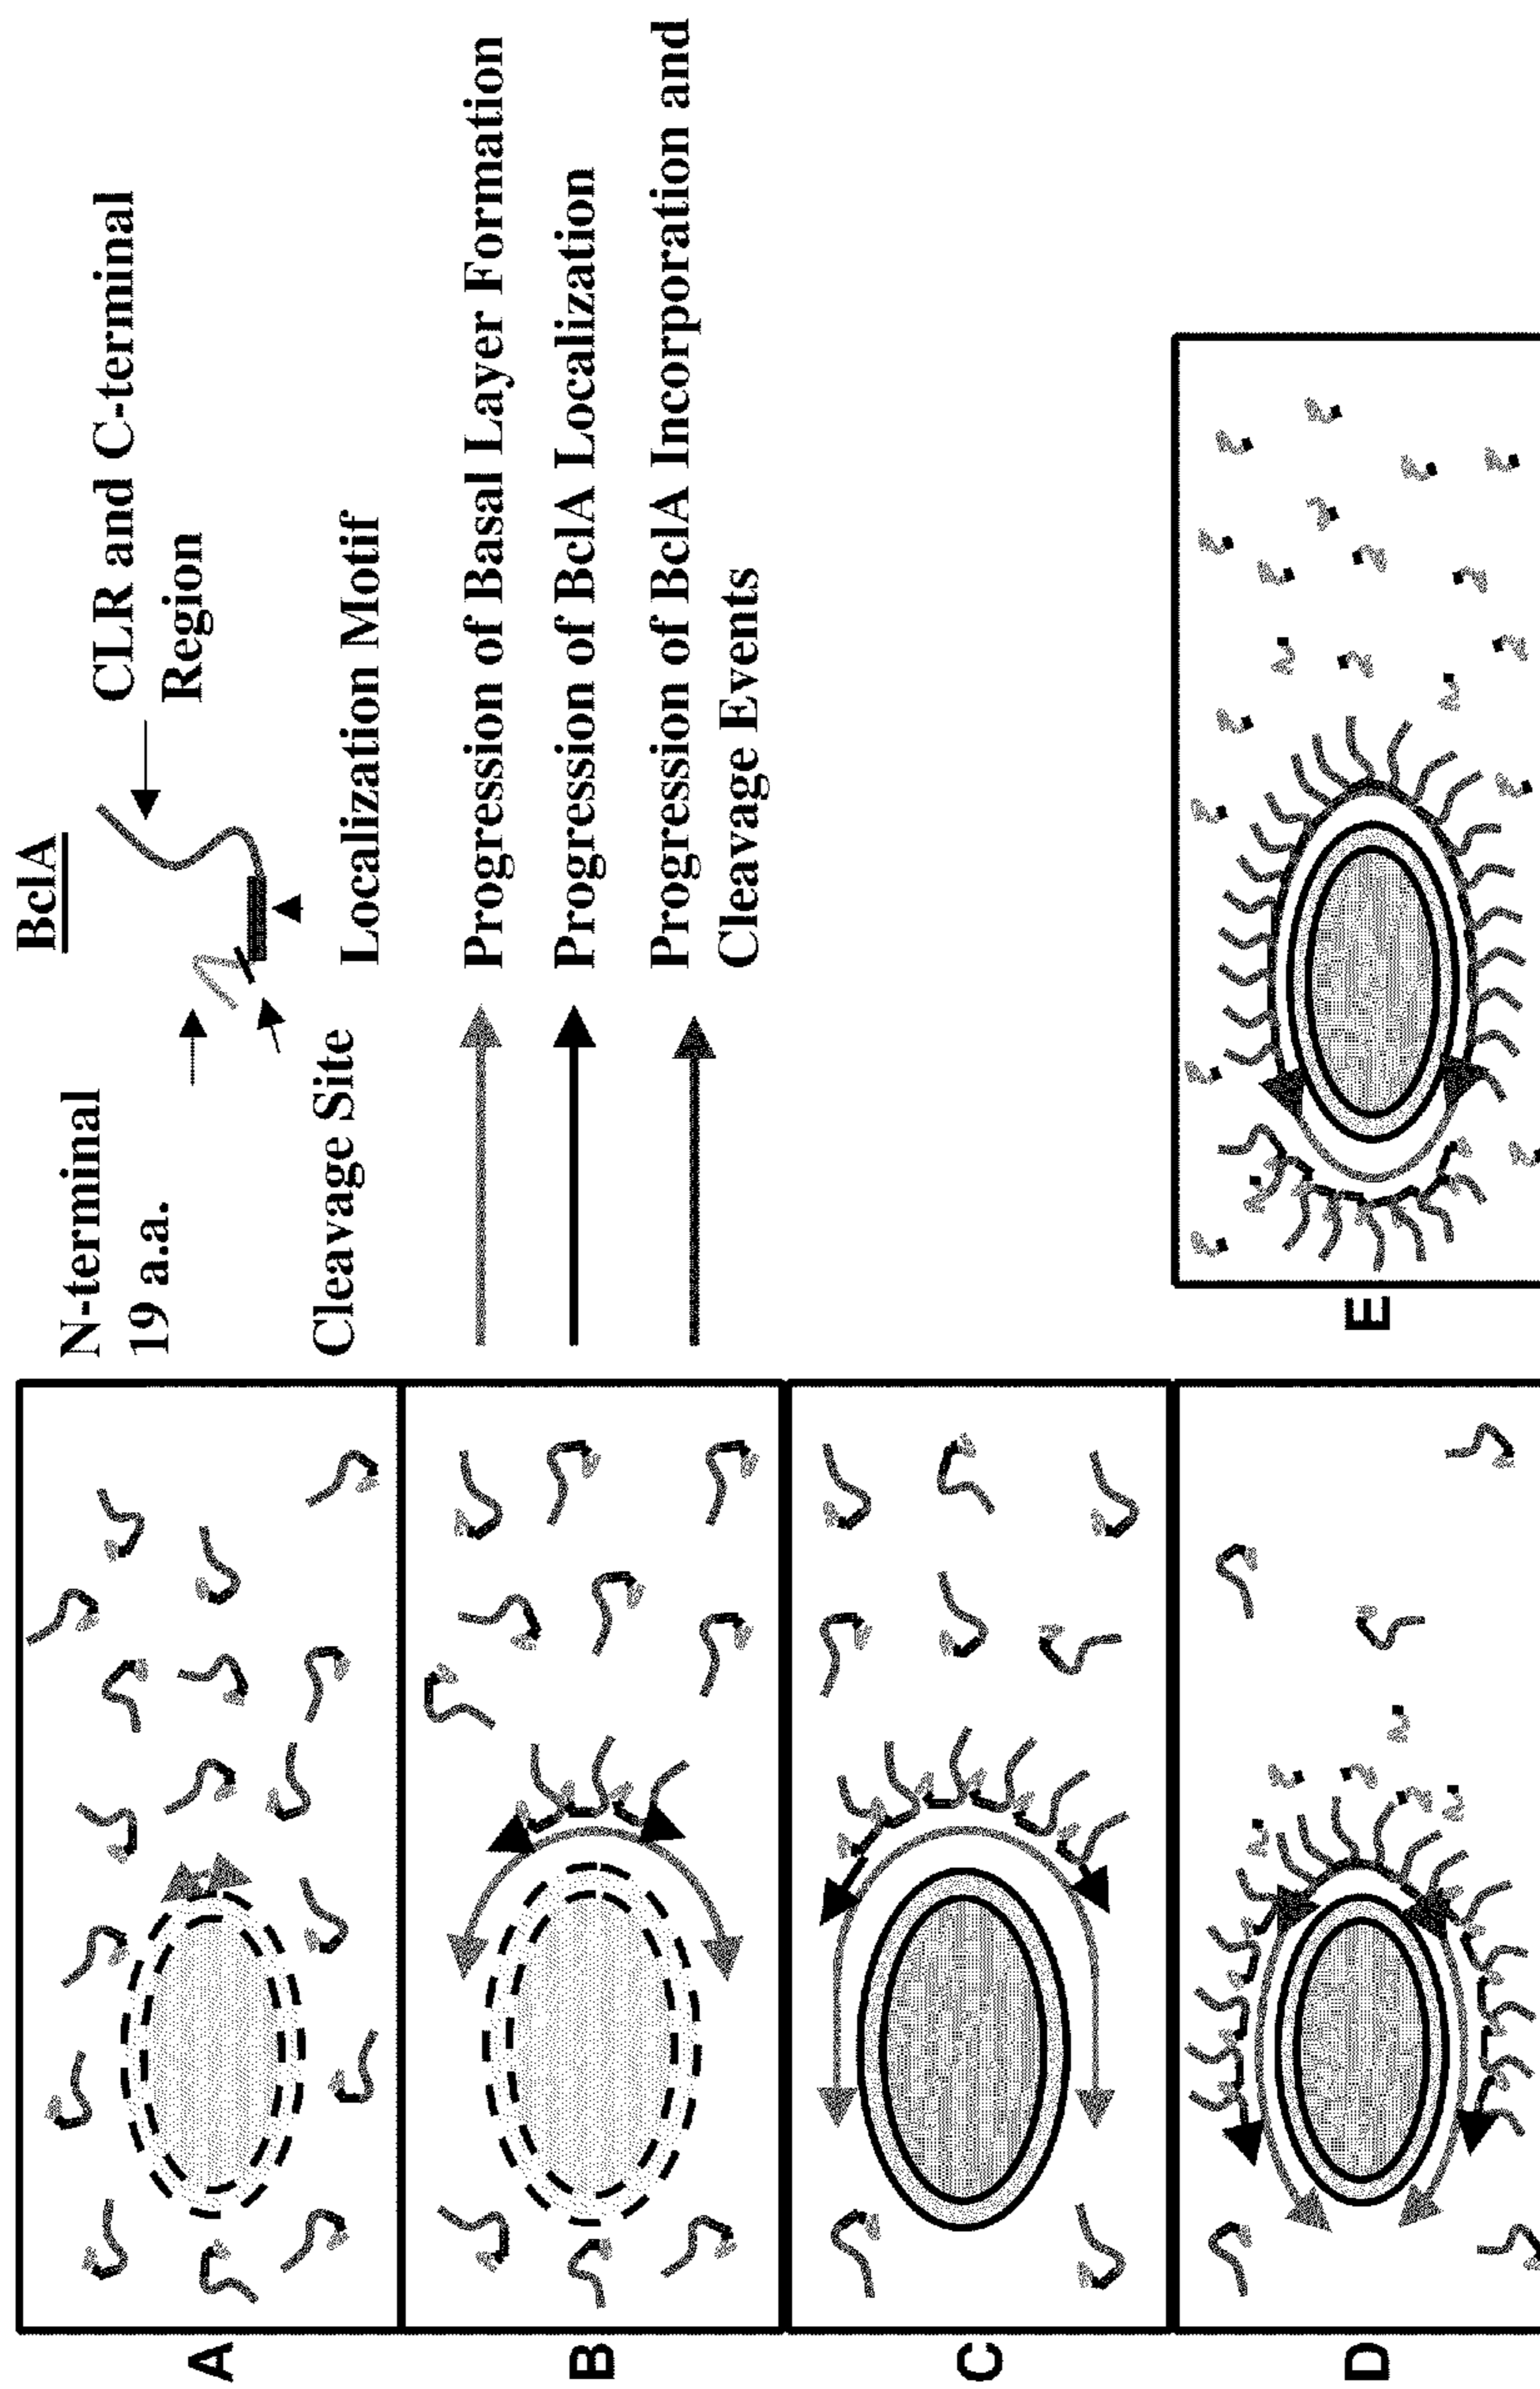 BclA
N-terminal
19 a.a.
CLR and C-terminal
Region
Cleavage Site
Localization Motif
Progression of Basal Layer Formation
Progression of BclA Localization
Progression of BclA Incorporation and
Cleavage Events
A
B
C
D
E